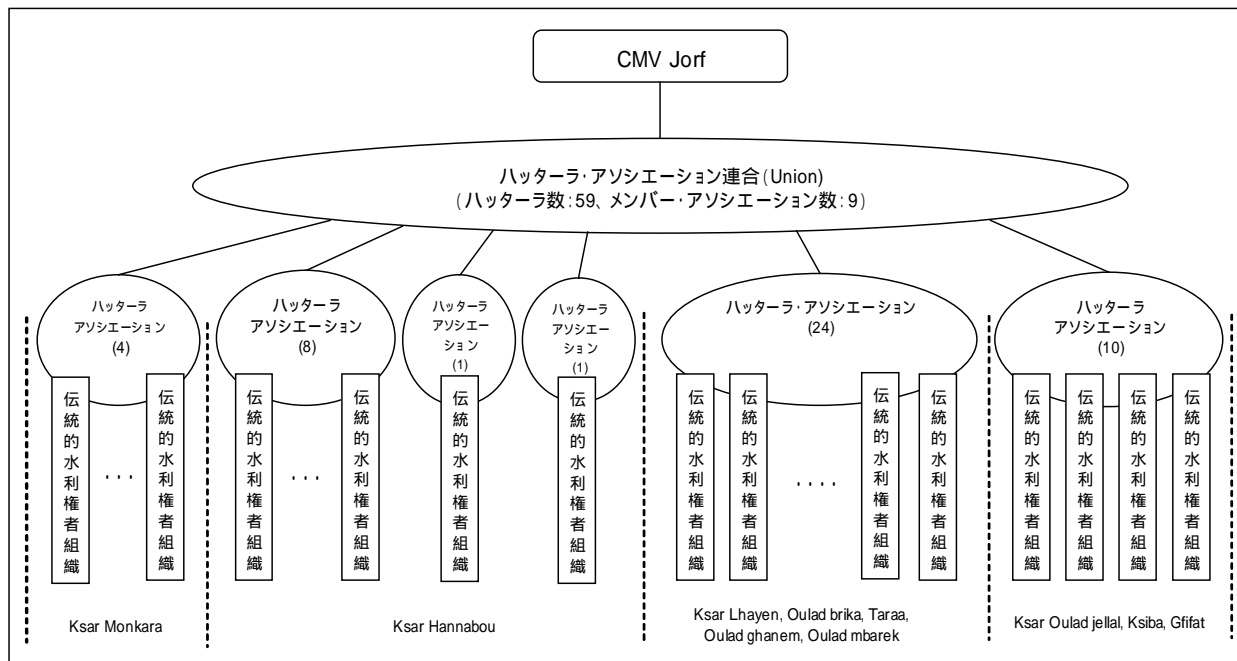 CMV Jorf
ハッターラ・アソシエーション連合(Union)
(ハッターラ数:59、メンバー・アソシエーション数:9)
ハッターラ
アソシエーション
(4)
ハッターラ
アソシエーション
(8)
ハッターラ
アソシエー
ション
(1)
ハッターラ
アソシエー
ション
(1)
ハッターラ・アソシエーション
(24)
ハッターラ
アソシエーション
(10)
伝統的水利権者組織
・・・
伝統的水利権者組織
伝統的水利権者組織
・・・
伝統的水利権者組織
伝統的水利権者組織
伝統的水利権者組織
伝統的水利権者組織
伝統的水利権者組織
・・・・
伝統的水利権者組織
伝統的水利権者組織
伝統的水利権者組織
伝統的水利権者組織
伝統的水利権者組織
伝統的水利権者組織
Ksar Monkara
Ksar Hannabou
Ksar Lhayen, Oulad brika, Taraa,
Oulad ghanem, Oulad mbarek
Ksar Oulad jellal, Ksiba, Gfifat